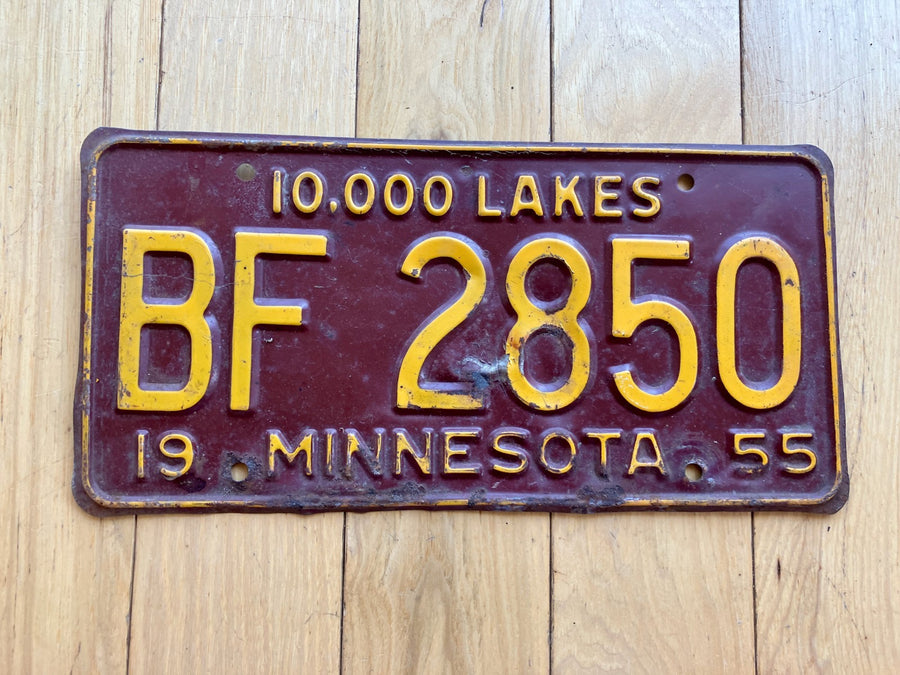 10,000 LAKES
BF 2850
19 MINNESOTA 55